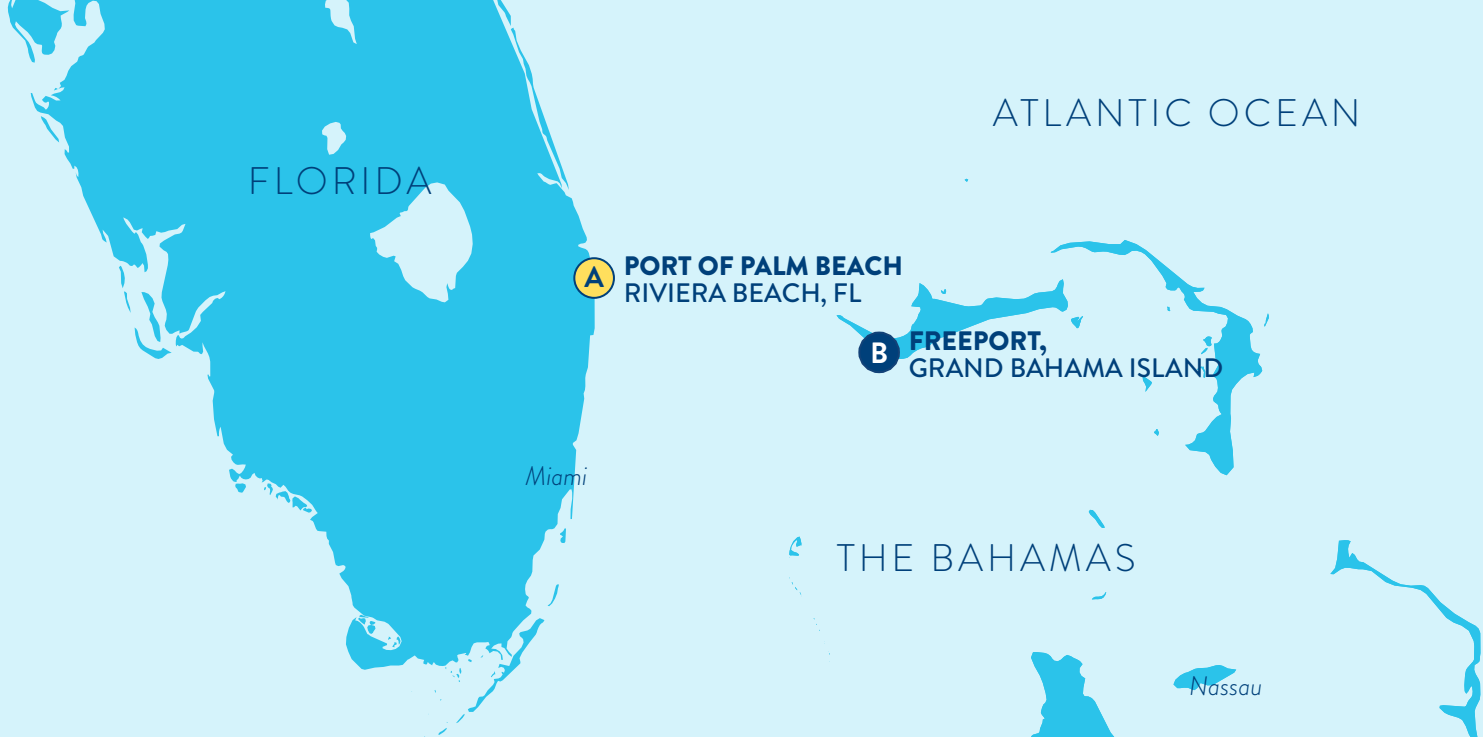 ATLANTIC OCEAN
FLORIDA
A
PORT OF PALM BEACH
RIVIERA BEACH, FL
B
FREEPORT,
GRAND BAHAMA ISLAND
Miami
THE BAHAMAS
Nassau